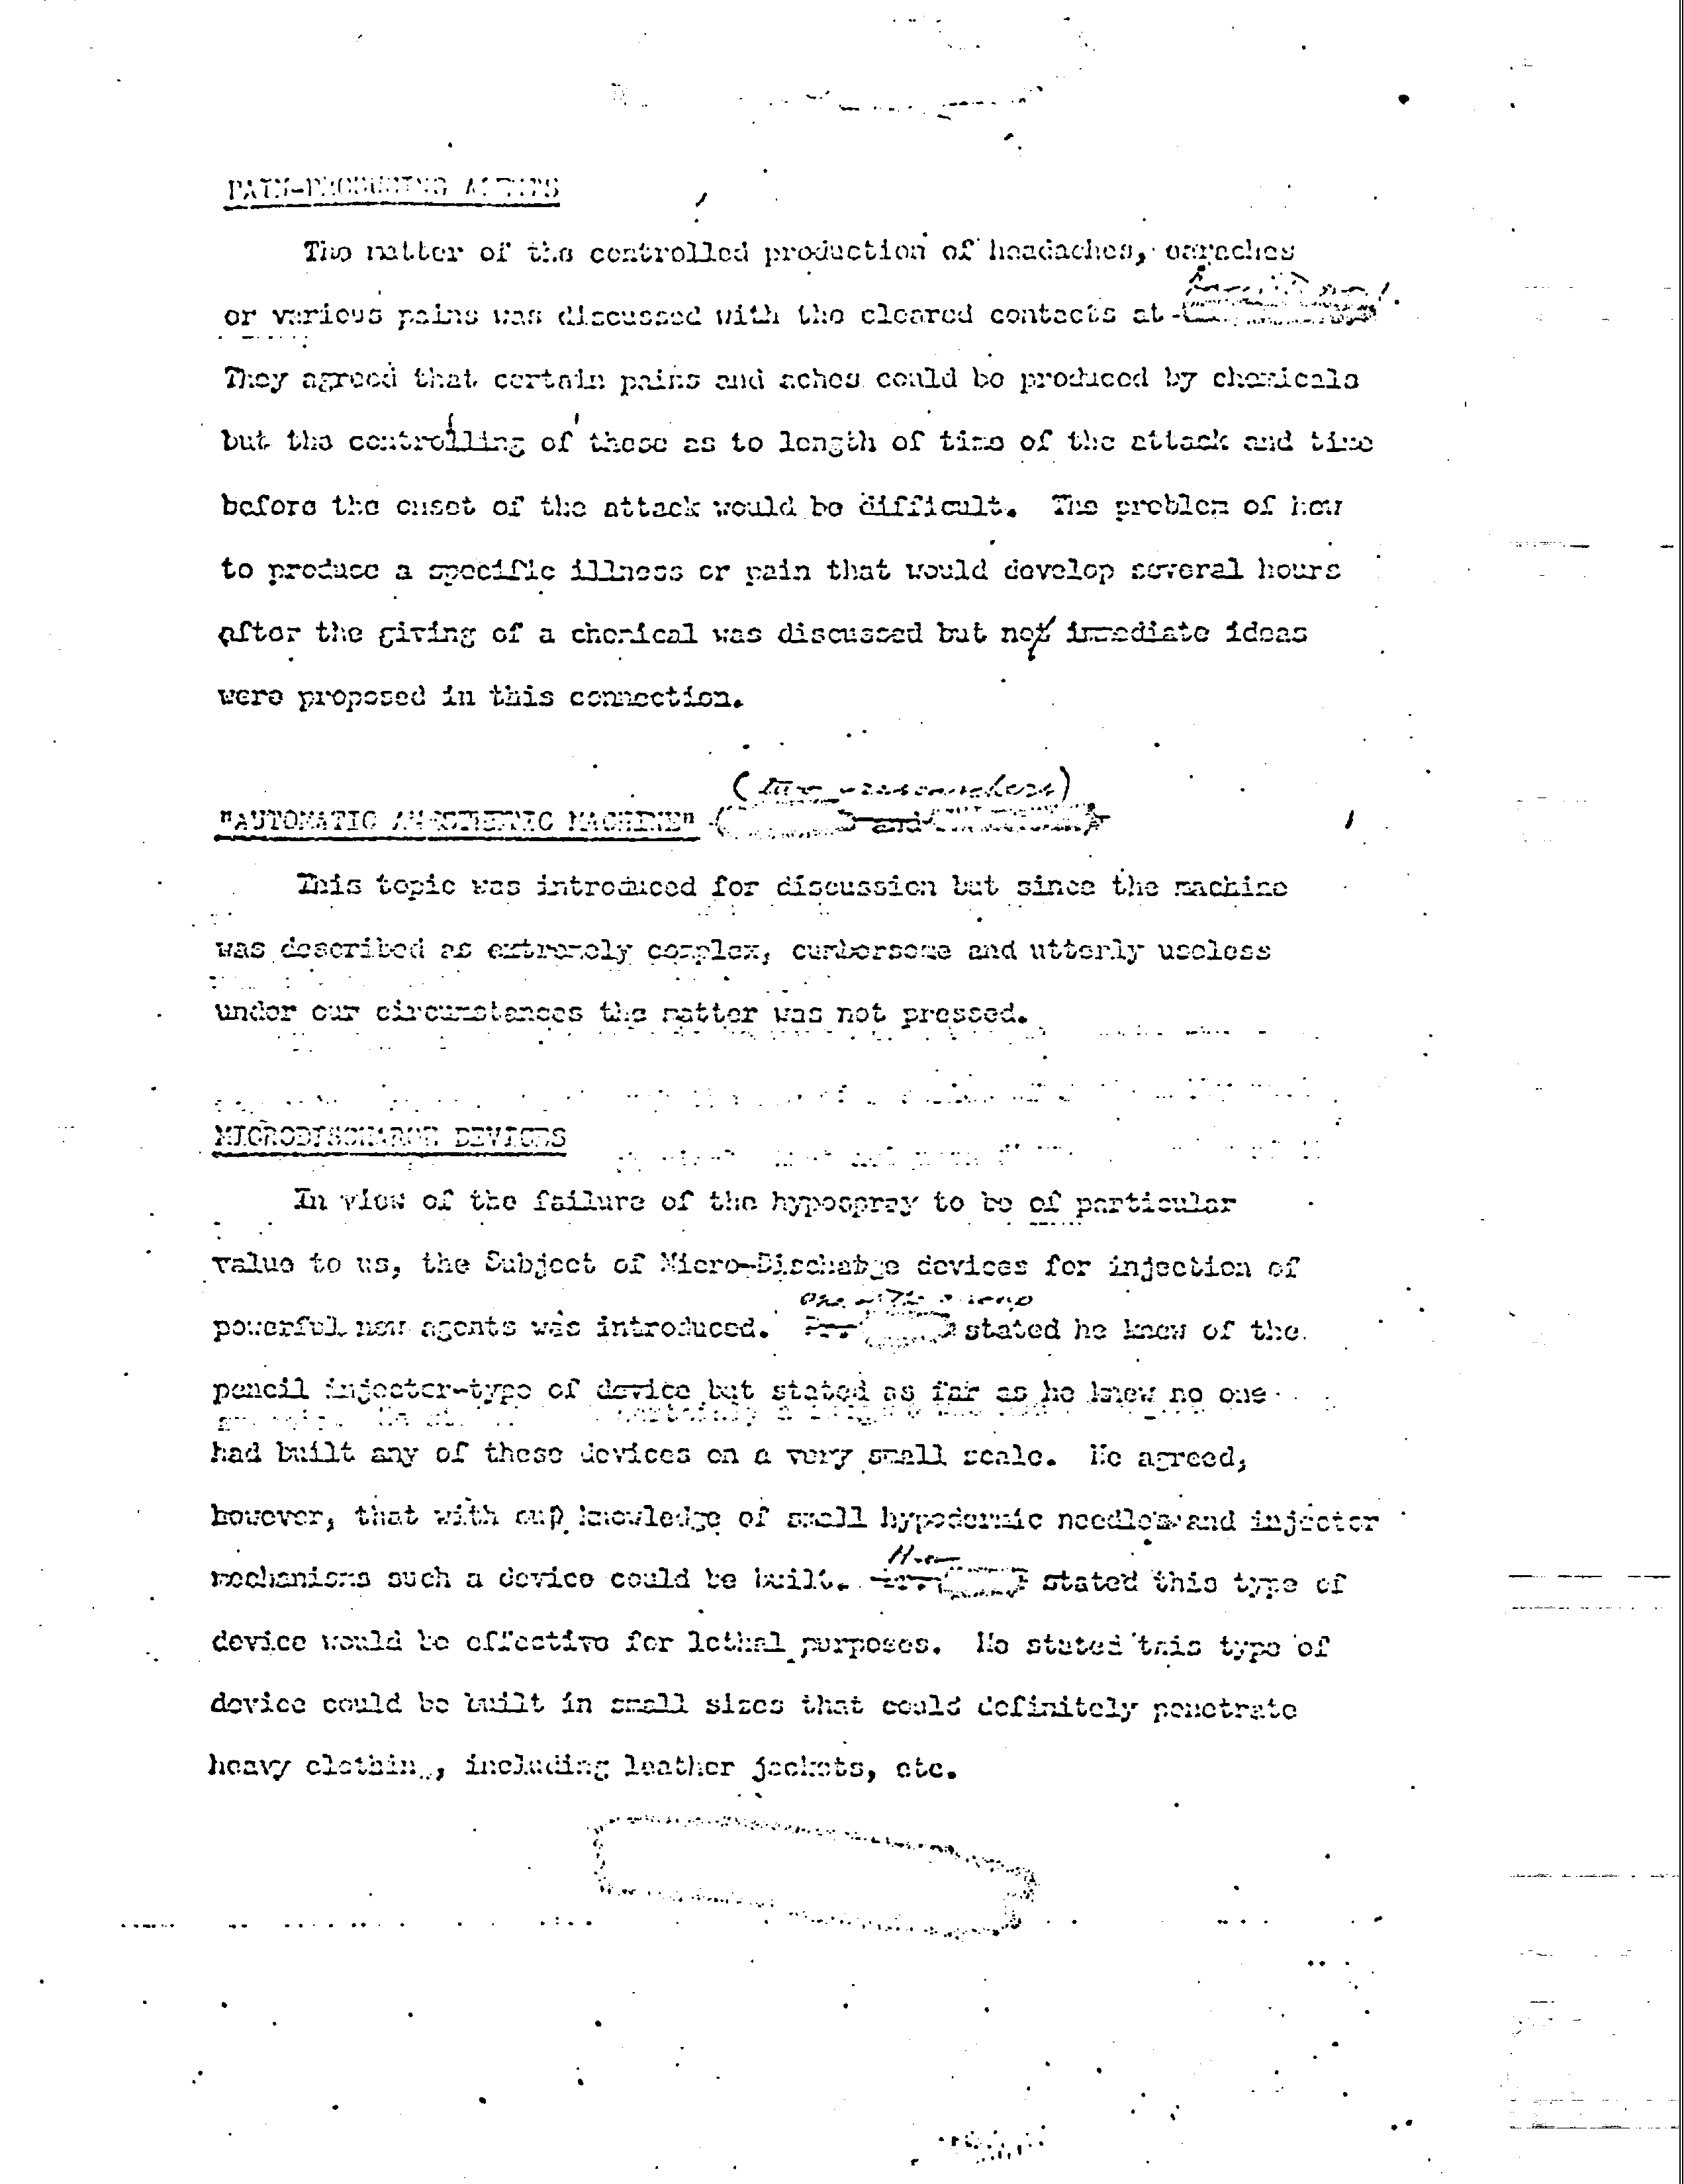 PAIN-PRODUCING AGENTS
The matter of the controlled production of headaches, earaches
or various pains was discussed with the cleared contacts at
They agreed that certain pains and aches could be produced by chemicals
but the controlling of these as to length of time of the attack and time
before the onset of the attack would be difficult. The problem of how
to produce a specific illness or pain that would develop several hours
after the giving of a chemical was discussed but not immediate ideas
were proposed in this connection.
"AUTOMATIC ANESTHETIC MACHINE" and
This topic was introduced for discussion but since the machine
was described as extremely complex, cumbersome and utterly useless
under our circumstances the matter was not pressed.
MICRODISCHARGE DEVICES
In view of the failure of the hypospray to be of particular
value to us, the Subject of Micro-Discharge devices for injection of
powerful new agents was introduced. stated he knew of the
pencil injector-type of device but stated as far as he knew no one
had built any of these devices on a very small scale. He agreed,
however, that with our knowledge of small hypodermic needles and injector
mechanisms such a device could be built. stated this type of
device would be effective for lethal purposes. He stated this type of
device could be built in small sizes that could definitely penetrate
heavy clothing, including leather jackets, etc.